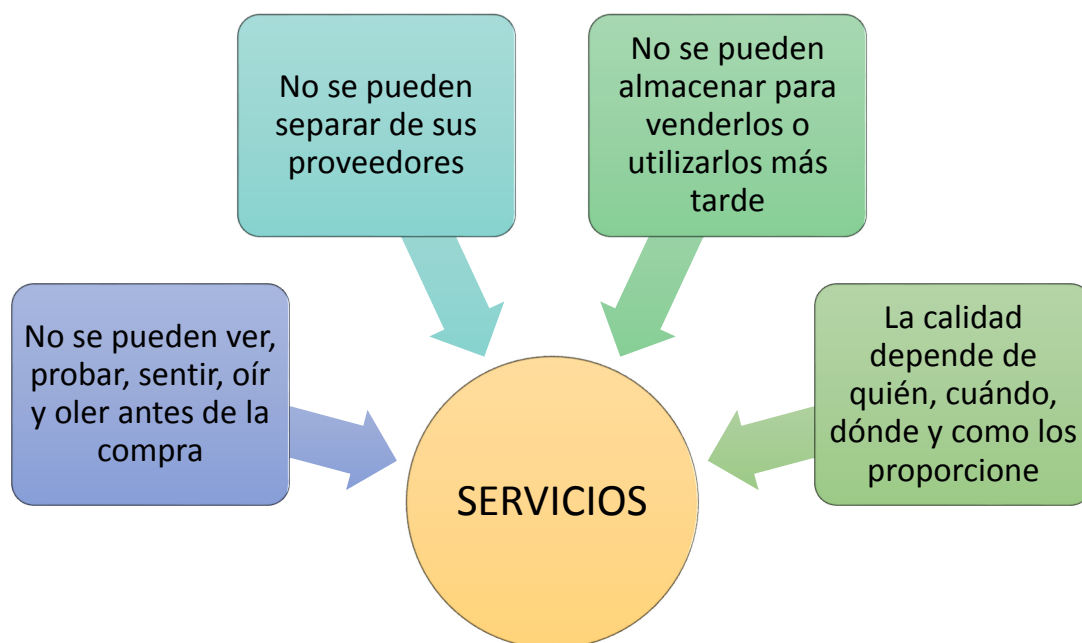 No se pueden ver,
probar, sentir, oír
y oler antes de la
compra
No se pueden
separar de sus
proveedores
No se pueden
almacenar para
venderlos o
utilizarlos más
tarde
La calidad
depende de
quién, cuándo,
dónde y como los
proporcione
SERVICIOS